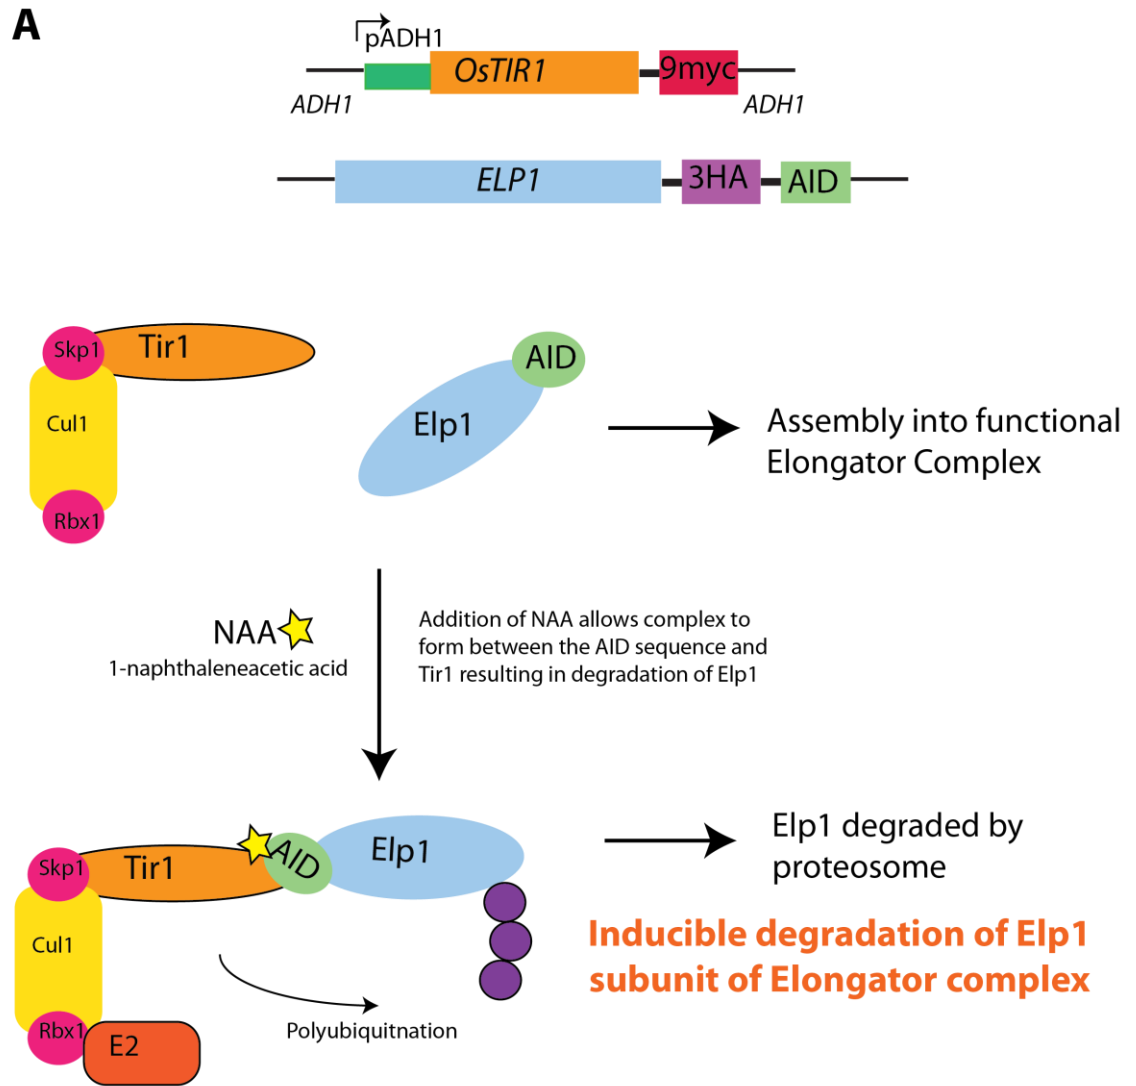 A
pADH1
OsTIR1
9myc
ADH1
ADH1
ELP1
3HA
AID
Skp1
Tir1
Cul1
Rbx1
AID
Elp1
Assembly into functional
Elongator Complex
NAA
1-naphthaleneacetic acid
Addition of NAA allows complex to
form between the AID sequence and
Tir1 resulting in degradation of Elp1
Skp1
Tir1
AID
Elp1
Cul1
Rbx1
E2
Polyubiquitnation
Elp1 degraded by
proteosome
Inducible degradation of Elp1
subunit of Elongator complex